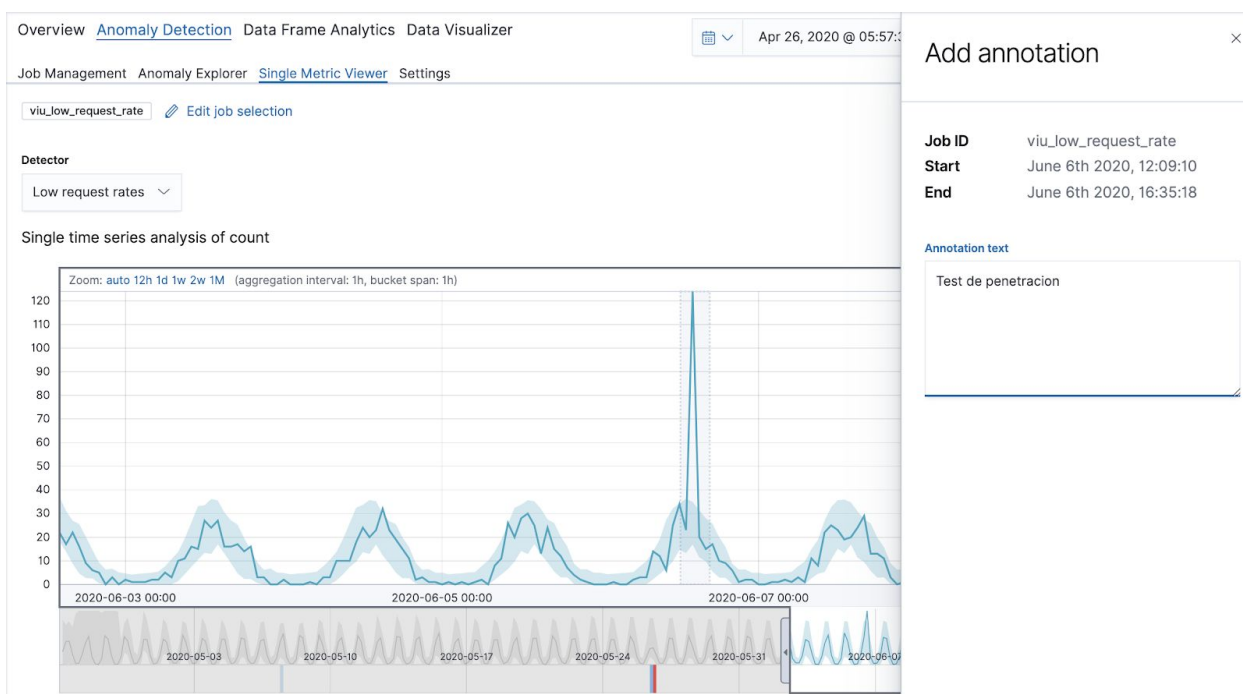 Overview Anomaly Detection Data Frame Analytics Data Visualizer
Apr 26, 2020 @ 05:57:3
Job Management Anomaly Explorer Single Metric Viewer Settings
viu_low_request_rate Edit job selection
Detector
Low request rates
Single time series analysis of count
Zoom: auto 12h 1d 1w 2w 1M (aggregation interval: 1h, bucket span: 1h)
120
110
100
90
80
70
60
50
40
30
20
10
0
2020-06-03 00:00 2020-06-05 00:00 2020-06-07 00:00
2020-05-03 2020-05-10 2020-05-17 2020-05-24 2020-05-31 2020-06-07
Add annotation
Job ID viu_low_request_rate
Start June 6th 2020, 12:09:10
End June 6th 2020, 16:35:18
Annotation text
Test de penetracion